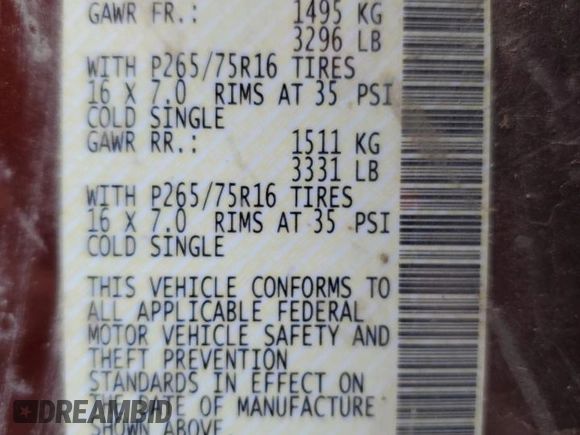 GAWR FR.: 1495 KG
3296 LB
WITH P265/75R16 TIRES
16 X 7.0 RIMS AT 35 PSI
COLD SINGLE
GAWR RR.: 1511 KG
3331 LB
WITH P265/75R16 TIRES
16 X 7.0 RIMS AT 35 PSI
COLD SINGLE
THIS VEHICLE CONFORMS TO
ALL APPLICABLE FEDERAL
MOTOR VEHICLE SAFETY AND
THEFT PREVENTION
STANDARDS IN EFFECT ON
THE DATE OF MANUFACTURE
SHOWN ABOVE.
DREAMBID